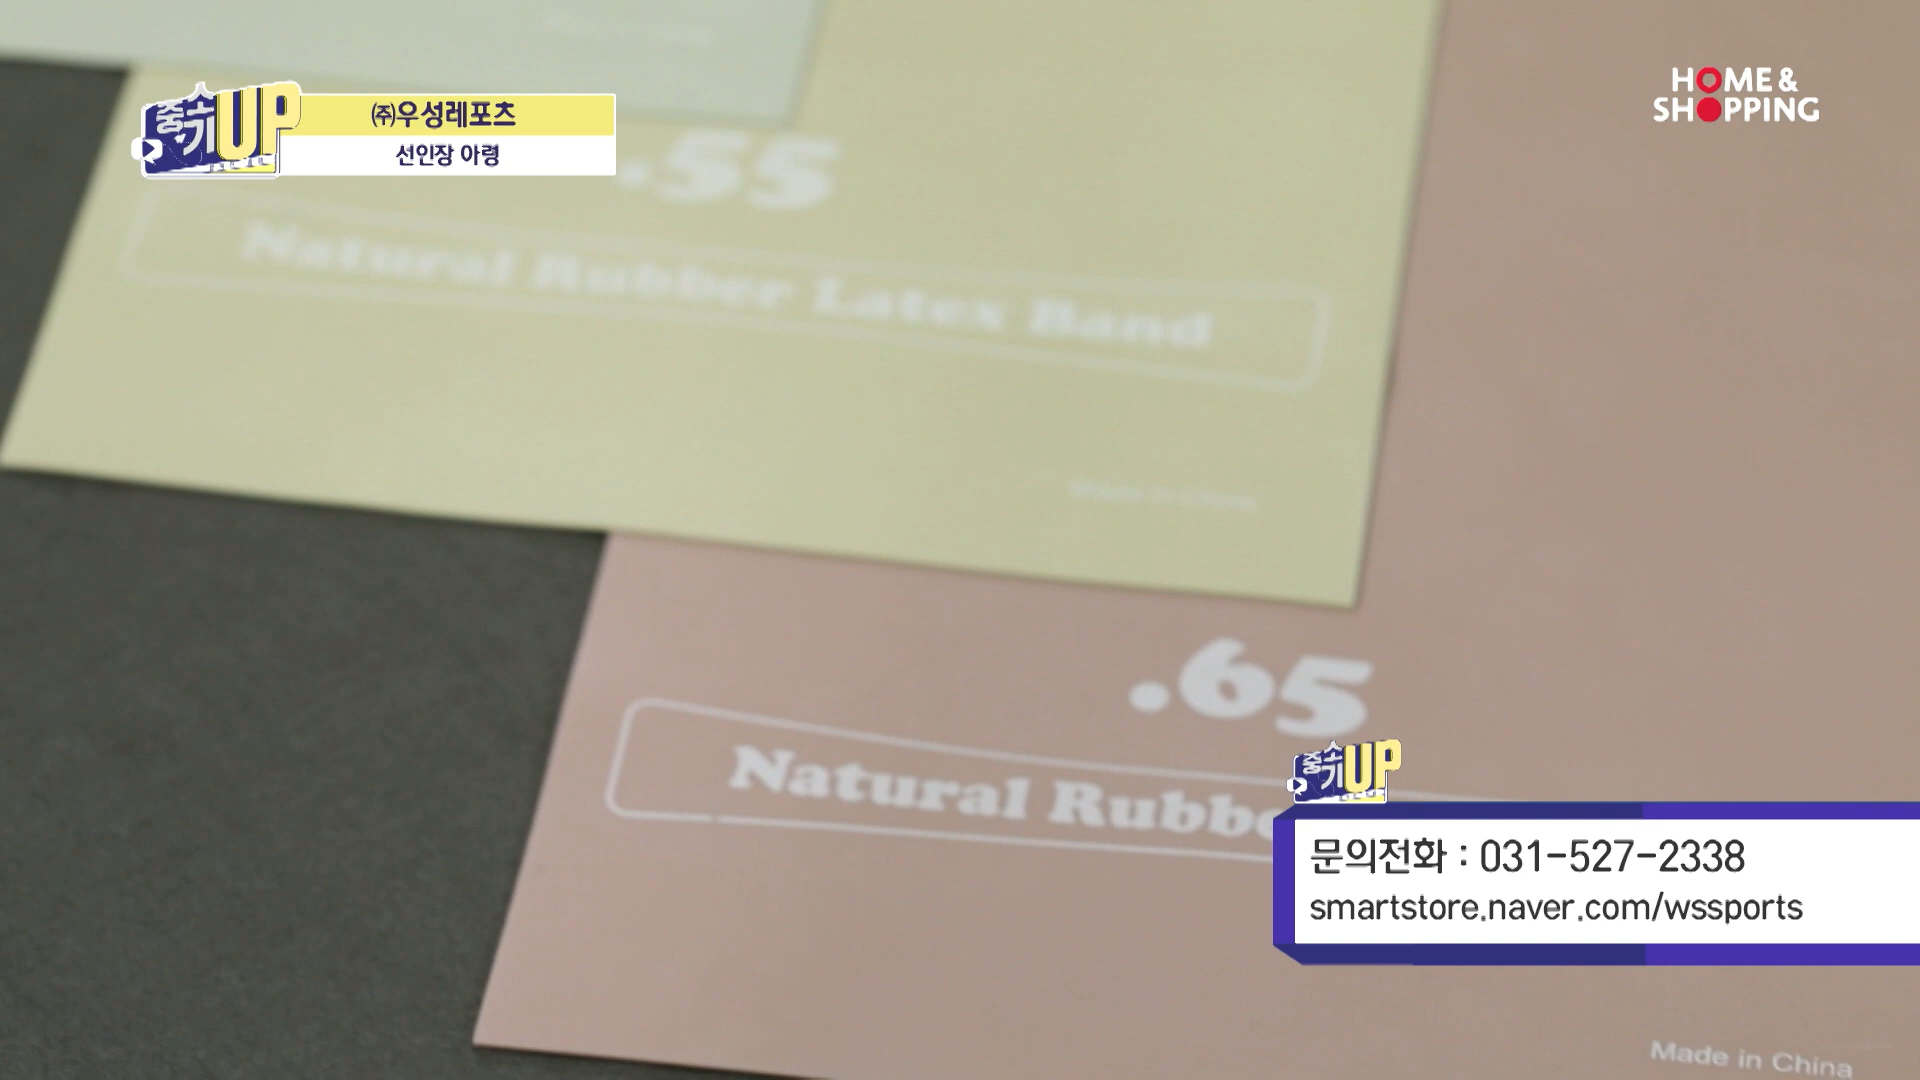 중소기UP
㈜우성레포츠
선인장 아령
HOME&
SHOPPING
.55
Natural Rubber Latex Band
.65
Natural Rubbe
중소기UP
문의전화 : 031-527-2338
smartstore.naver.com/wssports
Made in China